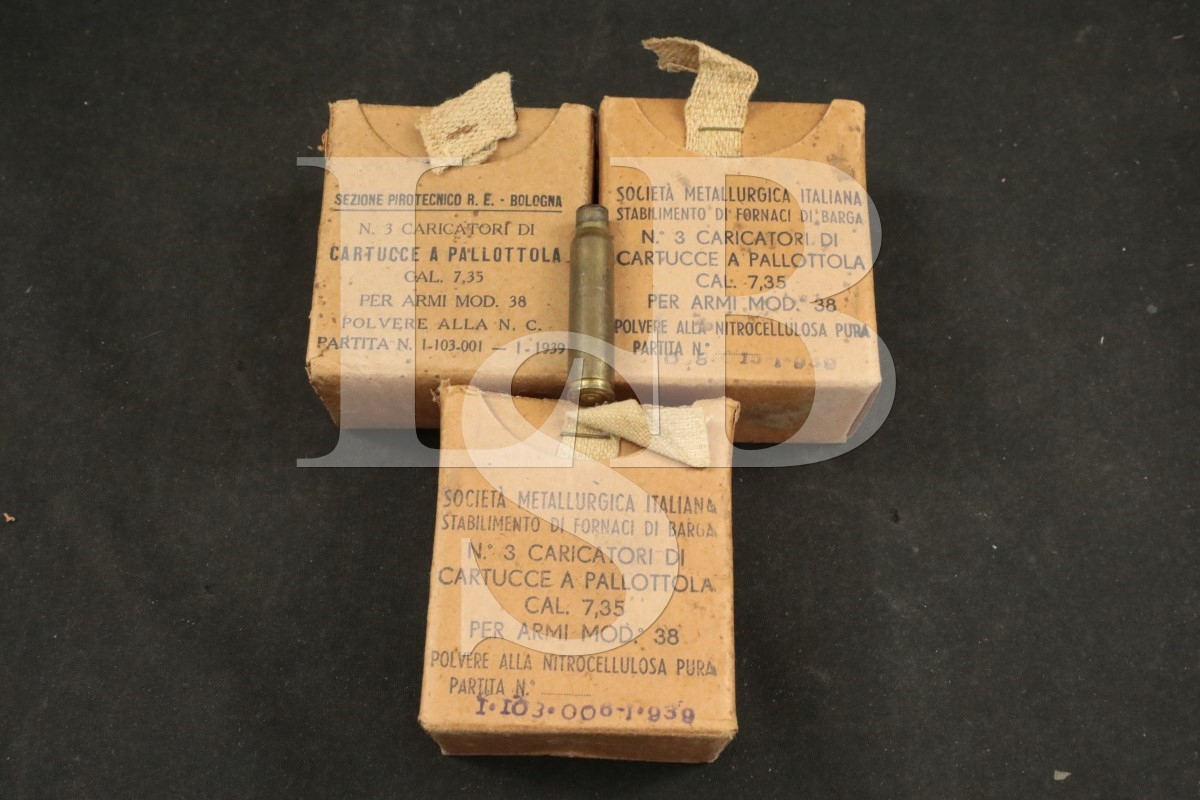 SEZIONE PIROTECNICO R. E. - BOLOGNA
N. 3 CARICATORI DI
CARTUCCE A PALLOTTOLA
CAL. 7,35
PER ARMI MOD. 38
POLVERE ALLA N. C.
PARTITA N. 1-103-001 — 1-1939
SOCIETÀ METALLURGICA ITALIANA
STABILIMENTO DI FORNACI DI BARGA
N.° 3 CARICATORI DI
CARTUCCE A PALLOTTOLA
CAL. 7,35
PER ARMI MOD.° 38
POLVERE ALLA NITROCELLULOSA PURA
PARTITA N.°
SOCIETÀ METALLURGICA ITALIANA
STABILIMENTO DI FORNACI DI BARGA
N.° 3 CARICATORI DI
CARTUCCE A PALLOTTOLA
CAL. 7,35
PER ARMI MOD.° 38
POLVERE ALLA NITROCELLULOSA PURA
PARTITA N.°
1·103·006-1·939
LSB